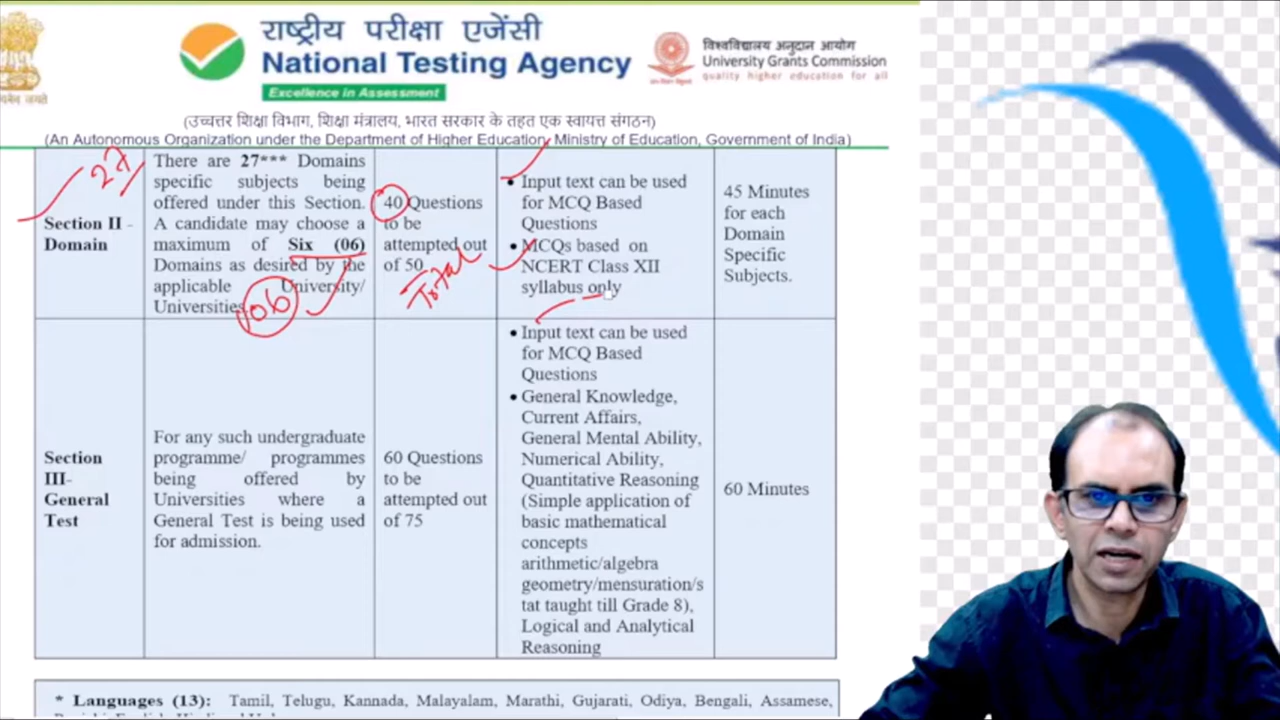 राष्ट्रीय परीक्षा एजेंसी
National Testing Agency
Excellence in Assessment
विश्वविद्यालय अनुदान आयोग
University Grants Commission
quality higher education for all
(उच्चतर शिक्षा विभाग, शिक्षा मंत्रालय, भारत सरकार के तहत एक स्वायत्त संगठन)
(An Autonomous Organization under the Department of Higher Education, Ministry of Education, Government of India)
27
Section II -
Domain
There are 27*** Domains
specific subjects being
offered under this Section.
A candidate may choose a
maximum of Six (06)
Domains as desired by the
applicable University/
Universities.
06
40 Questions
to be
attempted out
of 50
Total
• Input text can be used
for MCQ Based
Questions
• MCQs based on
NCERT Class XII
syllabus only
45 Minutes
for each
Domain
Specific
Subjects.
Section
III-
General
Test
For any such undergraduate
programme/ programmes
being offered by
Universities where a
General Test is being used
for admission.
60 Questions
to be
attempted out
of 75
• Input text can be used
for MCQ Based
Questions
• General Knowledge,
Current Affairs,
General Mental Ability,
Numerical Ability,
Quantitative Reasoning
(Simple application of
basic mathematical
concepts
arithmetic/algebra
geometry/mensuration/s
tat taught till Grade 8),
Logical and Analytical
Reasoning
60 Minutes
* Languages (13): Tamil, Telugu, Kannada, Malayalam, Marathi, Gujarati, Odiya, Bengali, Assamese,